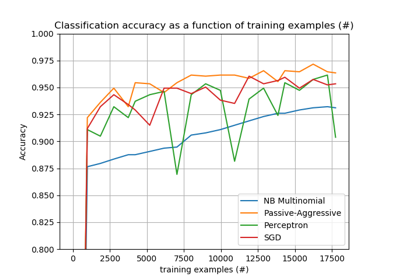 Classification accuracy as a function of training examples (#)
1.000
0.975
0.950
0.925
0.900
0.875
0.850
0.825
0.800
Accuracy
NB Multinomial
Passive-Aggressive
Perceptron
SGD
0 2500 5000 7500 10000 12500 15000 17500
training examples (#)